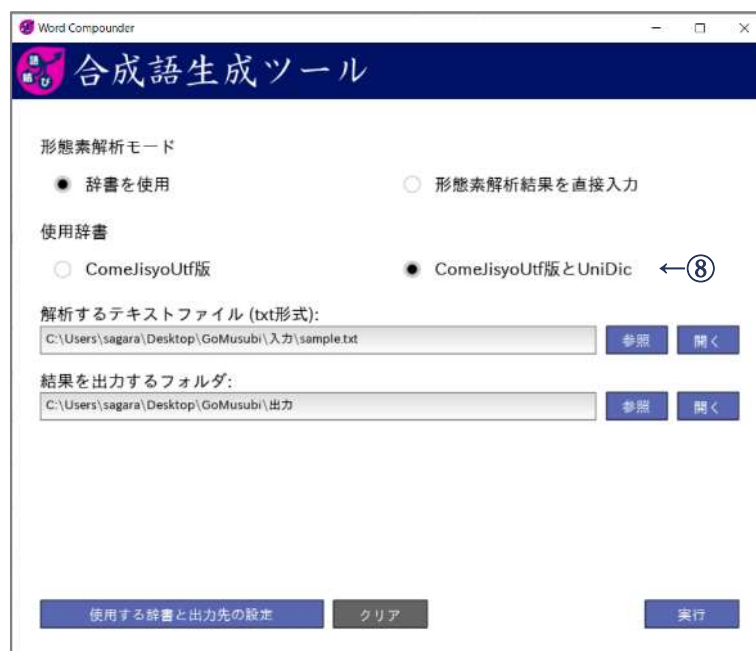 Word Compounder
語
結 び
合成語生成ツール
形態素解析モード
辞書を使用 形態素解析結果を直接入力
使用辞書
ComeJisyoUtf版 ComeJisyoUtf版とUniDic ←⑧
解析するテキストファイル (txt形式):
C:\Users\sagara\Desktop\GoMusubi\入力\sample.txt 参照 開く
結果を出力するフォルダ:
C:\Users\sagara\Desktop\GoMusubi\出力 参照 開く
使用する辞書と出力先の設定 クリア 実行